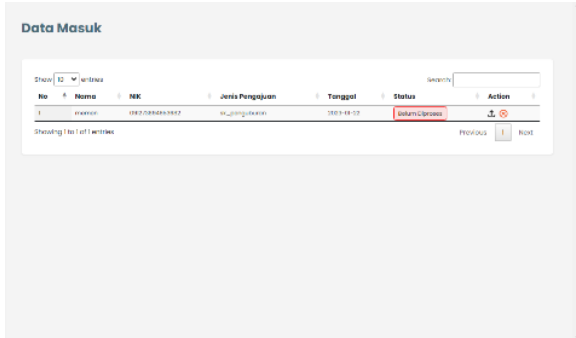 Data Masuk
Show 10 entries
Search:
No Nama NIK Jenis Pengajuan Tanggal Status Action
1 Belum Diproses
Showing 1 to 1 of 1 entries
Previous 1 Next